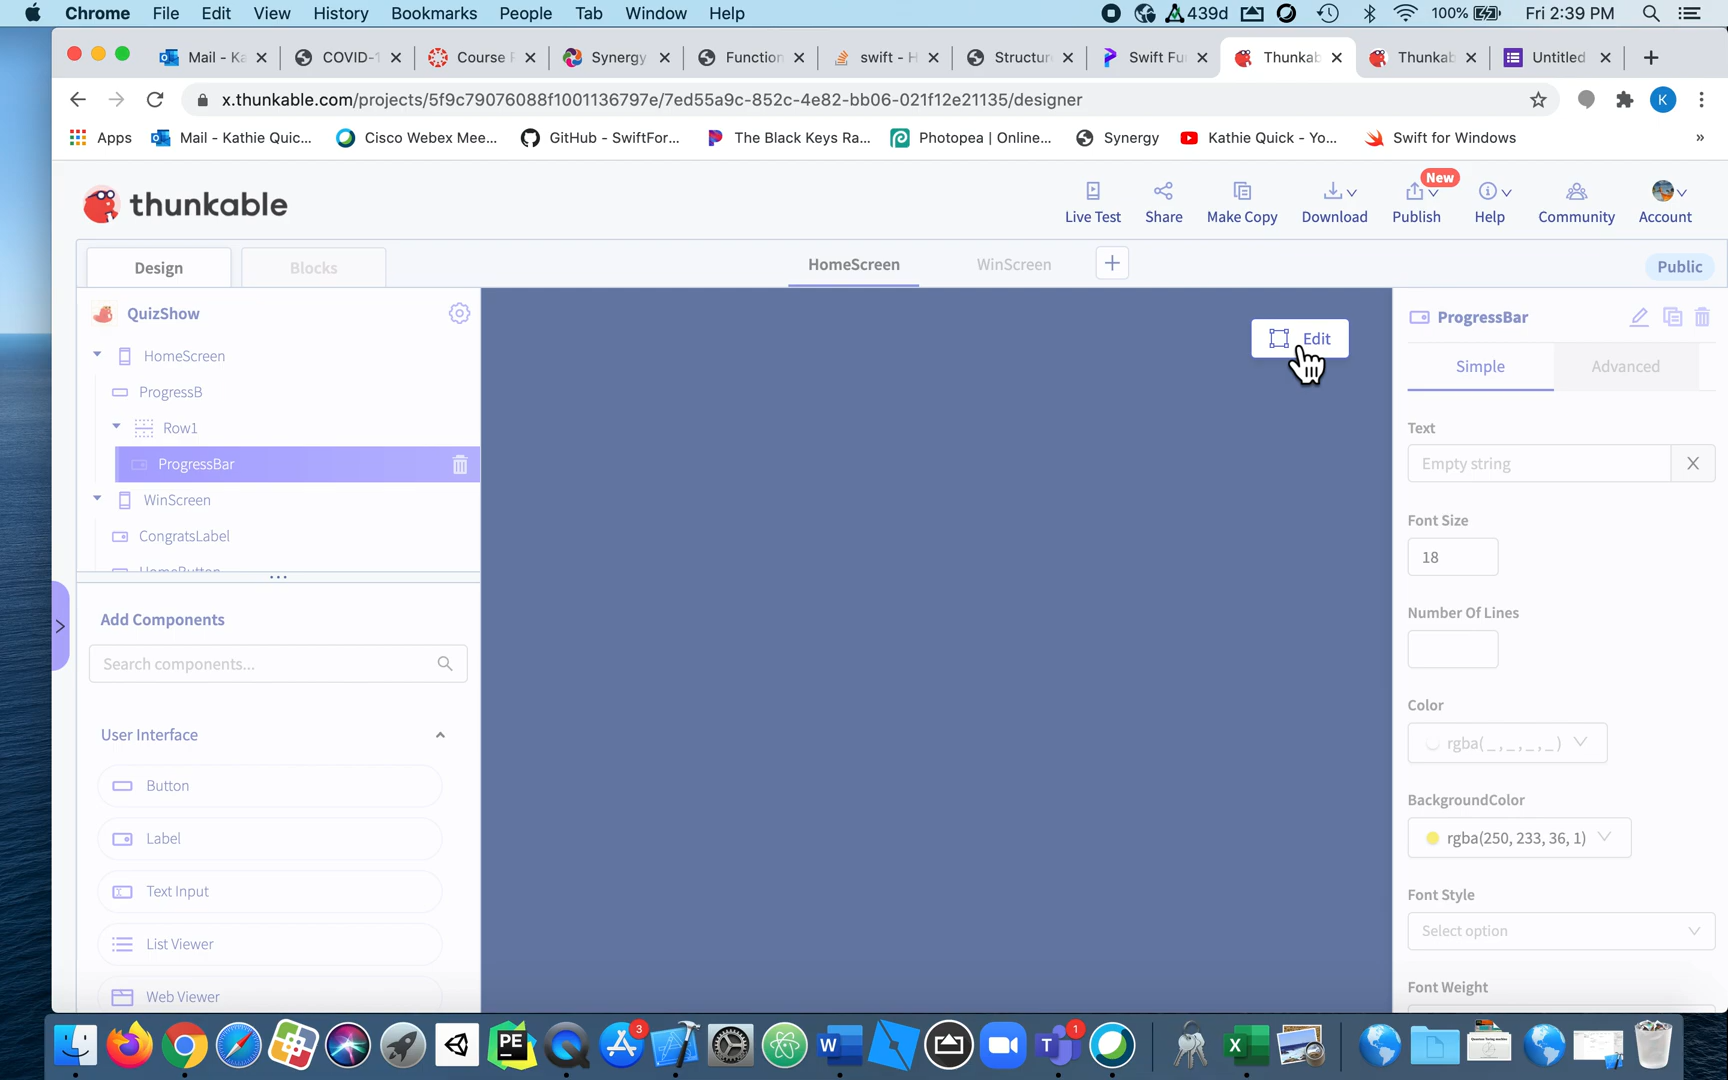 Chrome File Edit View History Bookmarks People Tab Window Help 439d 100% Fri 2:39 PM
Mail - Ka COVID-1 Course Synergy Function swift - H Structur Swift Fu Thunkab Thunkab Untitled
x.thunkable.com/projects/5f9c79076088f1001136797e/7ed55a9c-852c-4e82-bb06-021f12e21135/designer K
Apps Mail - Kathie Quic... Cisco Webex Mee... GitHub - SwiftFor... The Black Keys Ra... Photopea | Online... Synergy Kathie Quick - Yo... Swift for Windows »
thunkable
New
Live Test Share Make Copy Download Publish Help Community Account
Design Blocks HomeScreen WinScreen + Public
QuizShow
HomeScreen
ProgressB
Row1
ProgressBar
WinScreen
CongratsLabel
HomeButton
Add Components
Search components...
User Interface
Button
Label
Text Input
List Viewer
Web Viewer
Edit
ProgressBar
Simple Advanced
Text
Empty string X
Font Size
18
Number Of Lines
Color
rgba( _ , _ , _ , _ )
BackgroundColor
rgba(250, 233, 36, 1)
Font Style
Select option
Font Weight
PE 3 W T 1 X